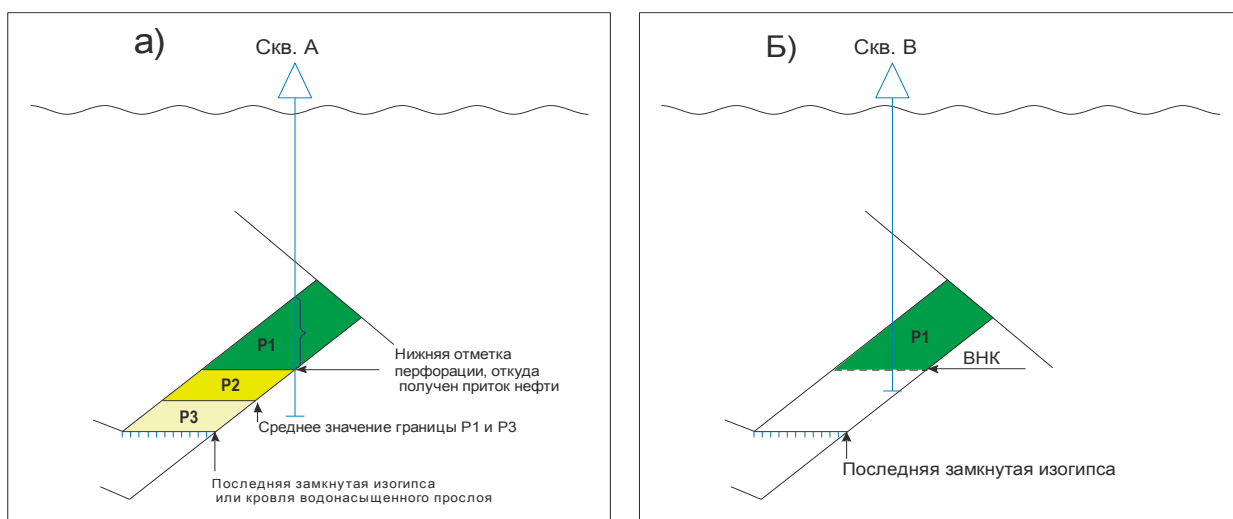 а)
Скв. А
P1
P2
P3
Нижняя отметка
перфорации, откуда
получен приток нефти
Среднее значение границы P1 и P3
Последняя замкнутая изогипса
или кровля водонасыщенного прослоя
Б)
Скв. В
P1
ВНК
Последняя замкнутая изогипса